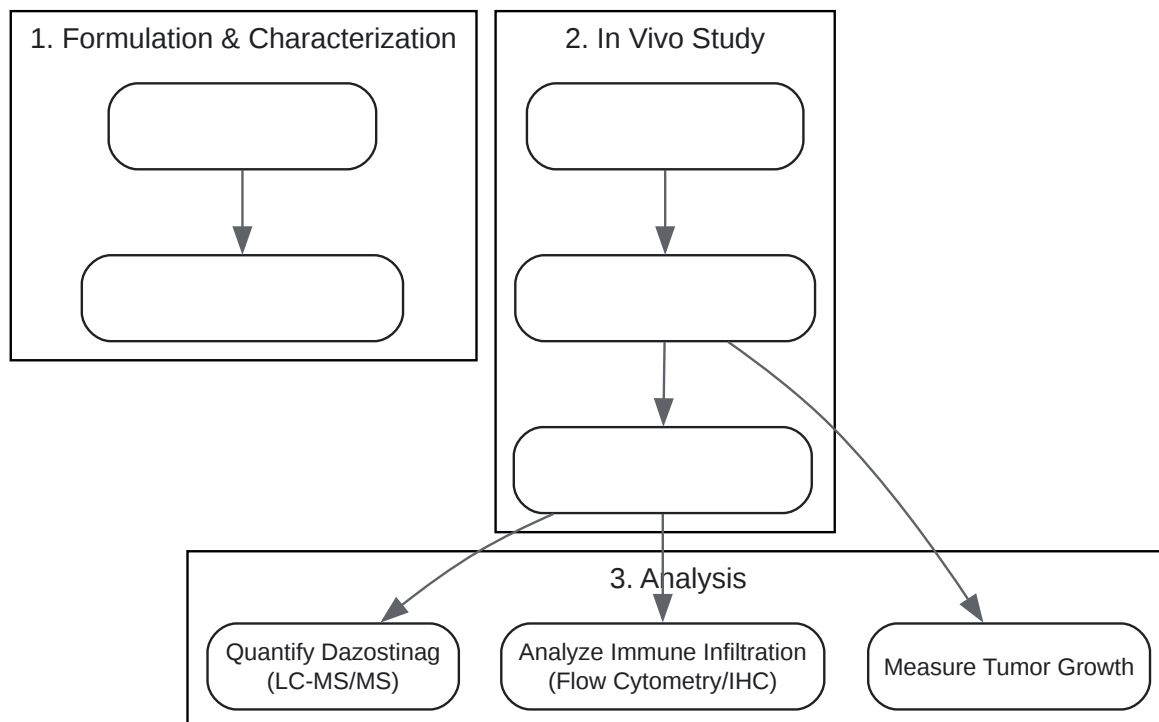 1. Formulation & Characterization
2. In Vivo Study
3. Analysis
Quantify Dazostinag
(LC-MS/MS)
Analyze Immune Infiltration
(Flow Cytometry/IHC)
Measure Tumor Growth